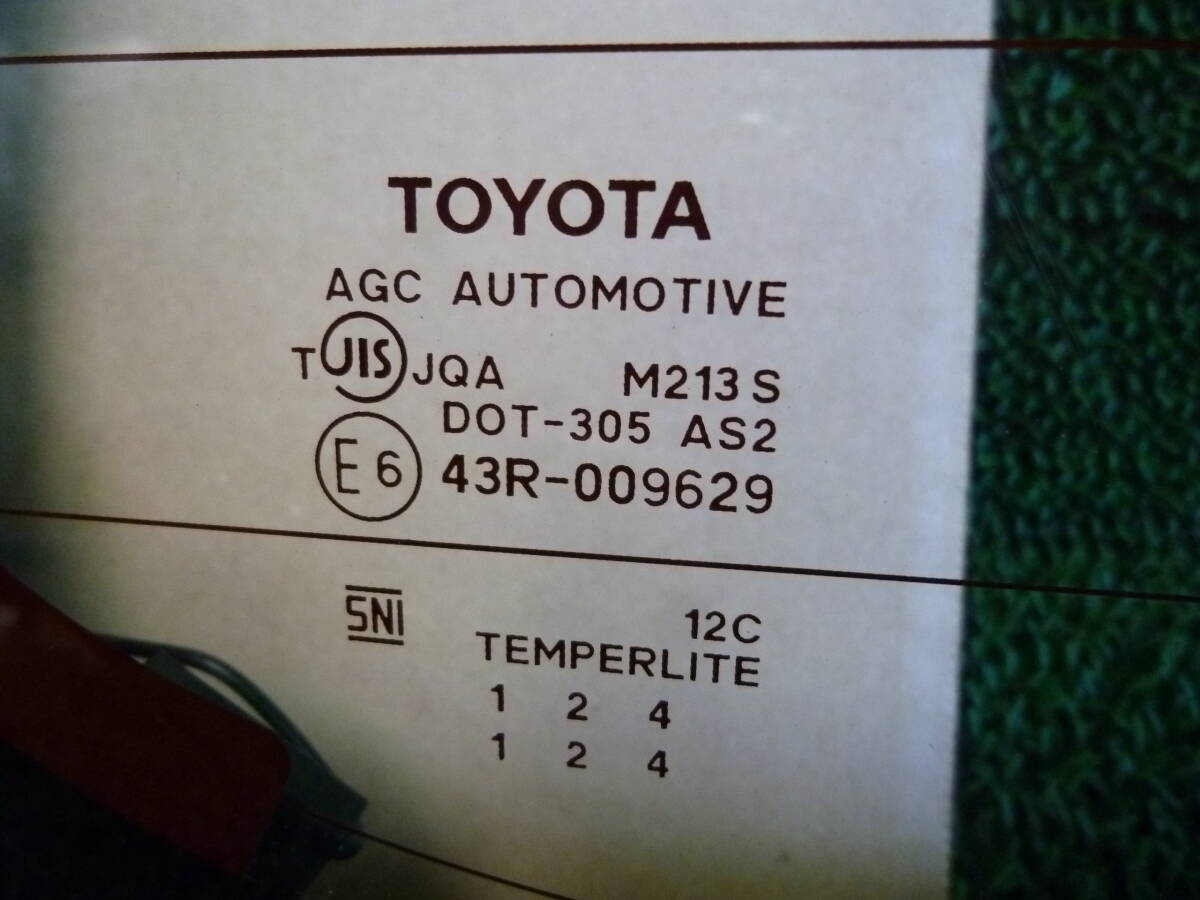 TOYOTA
AGC AUTOMOTIVE
T JIS JQA M213 S
DOT-305 AS2
E6 43R-009629
SNI 12C
TEMPERLITE
1 2 4
1 2 4